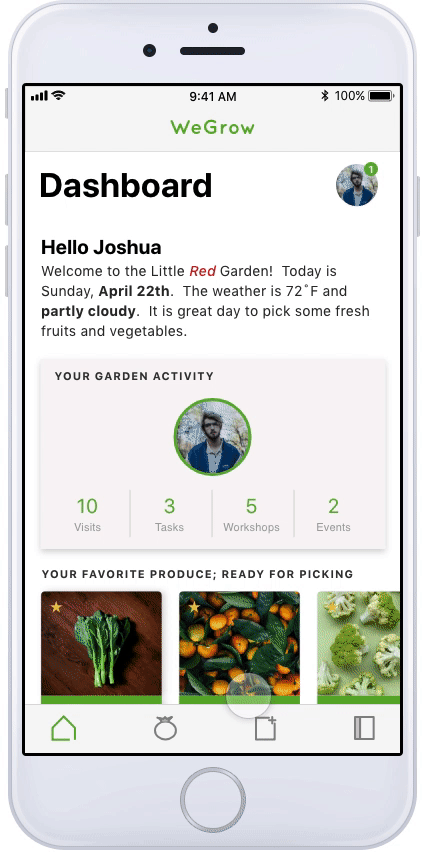 9:41 AM
100%
WeGrow
Dashboard
1
Hello Joshua
Welcome to the Little Red Garden! Today is
Sunday, April 22th. The weather is 72˚F and
partly cloudy. It is great day to pick some fresh
fruits and vegetables.
YOUR GARDEN ACTIVITY
10
3
5
2
Visits
Tasks
Workshops
Events
YOUR FAVORITE PRODUCE; READY FOR PICKING